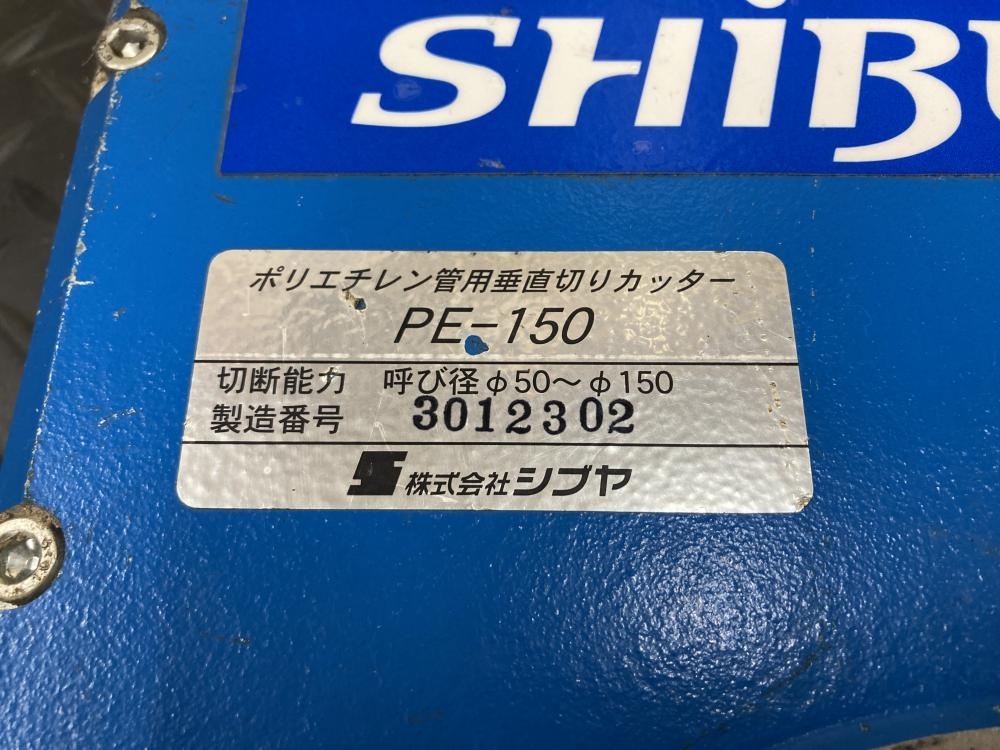 SHiBU
ポリエチレン管用垂直切りカッター
PE-150
切断能力 呼び径φ50〜φ150
製造番号 3012302
株式会社シブヤ